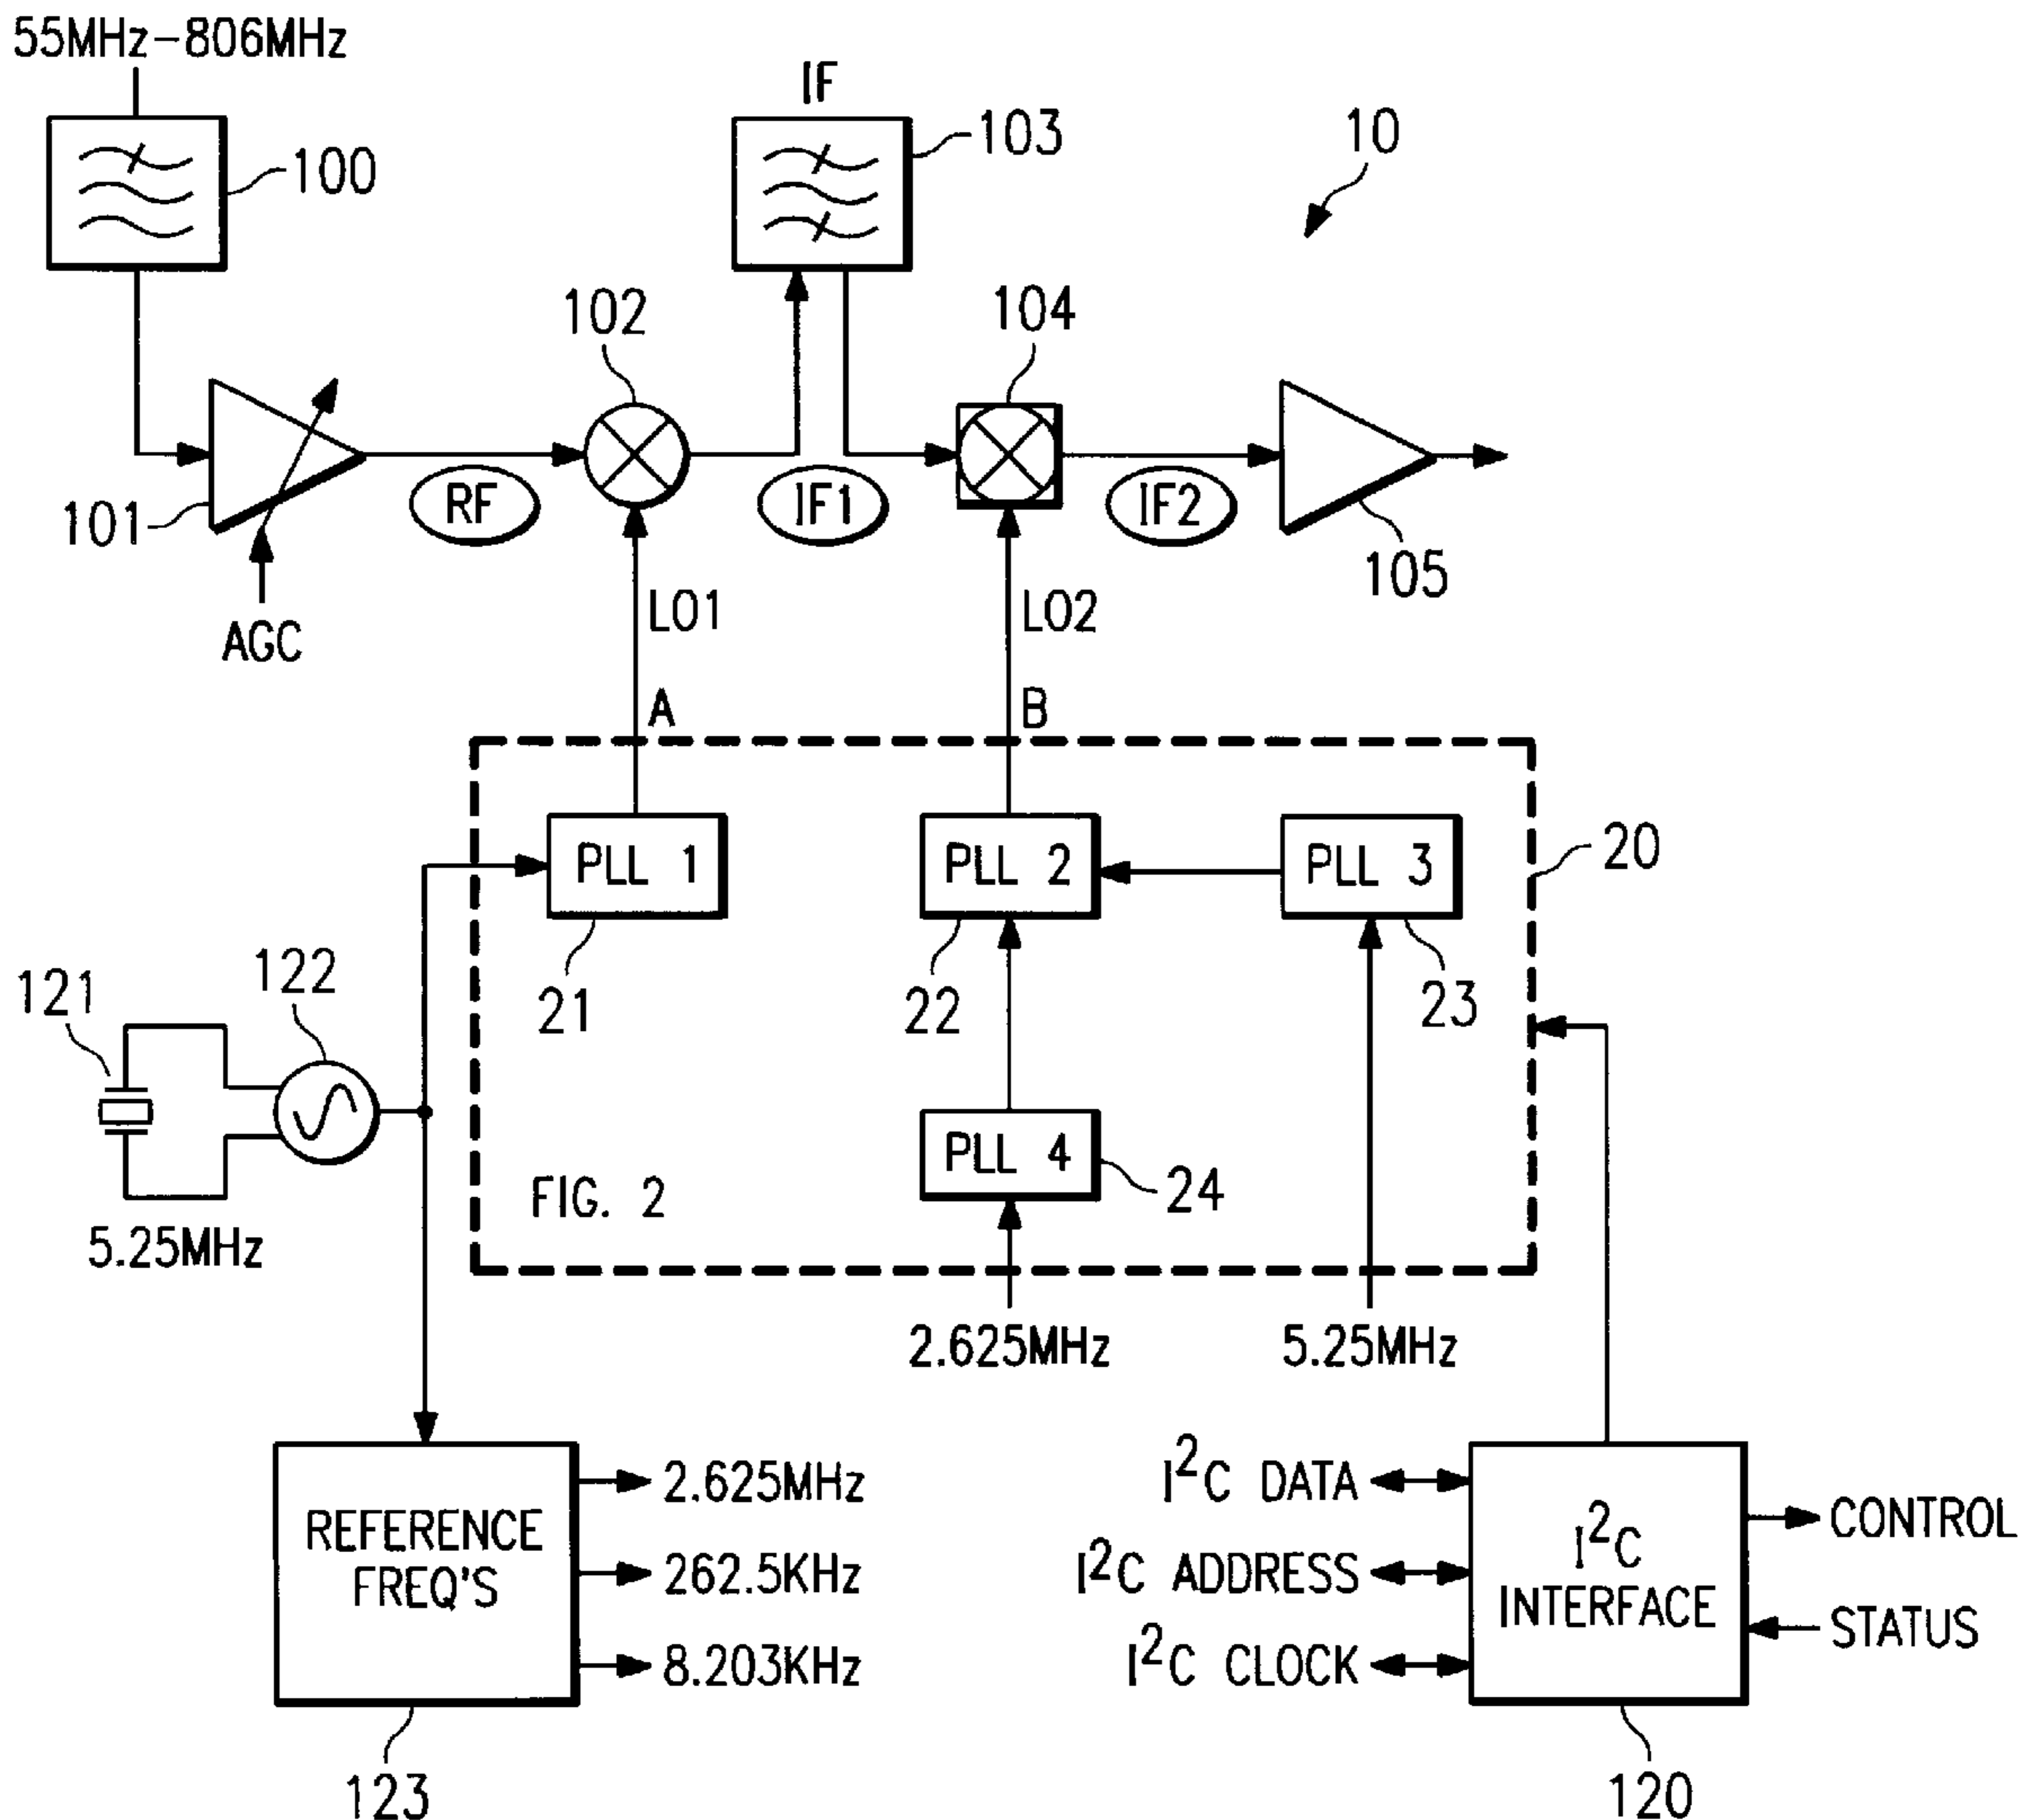 55MHz-806MHz
IF
103
10
100
102
104
RF
IF1
IF2
101
105
AGC
LO1
LO2
A
B
PLL 1
PLL 2
PLL 3
20
21
22
23
121
122
PLL 4
24
FIG. 2
5.25MHz
2.625MHz
5.25MHz
REFERENCE
FREQ'S
2.625MHz
262.5KHz
8.203KHz
I²C DATA
I²C ADDRESS
I²C CLOCK
I²C
INTERFACE
CONTROL
STATUS
123
120